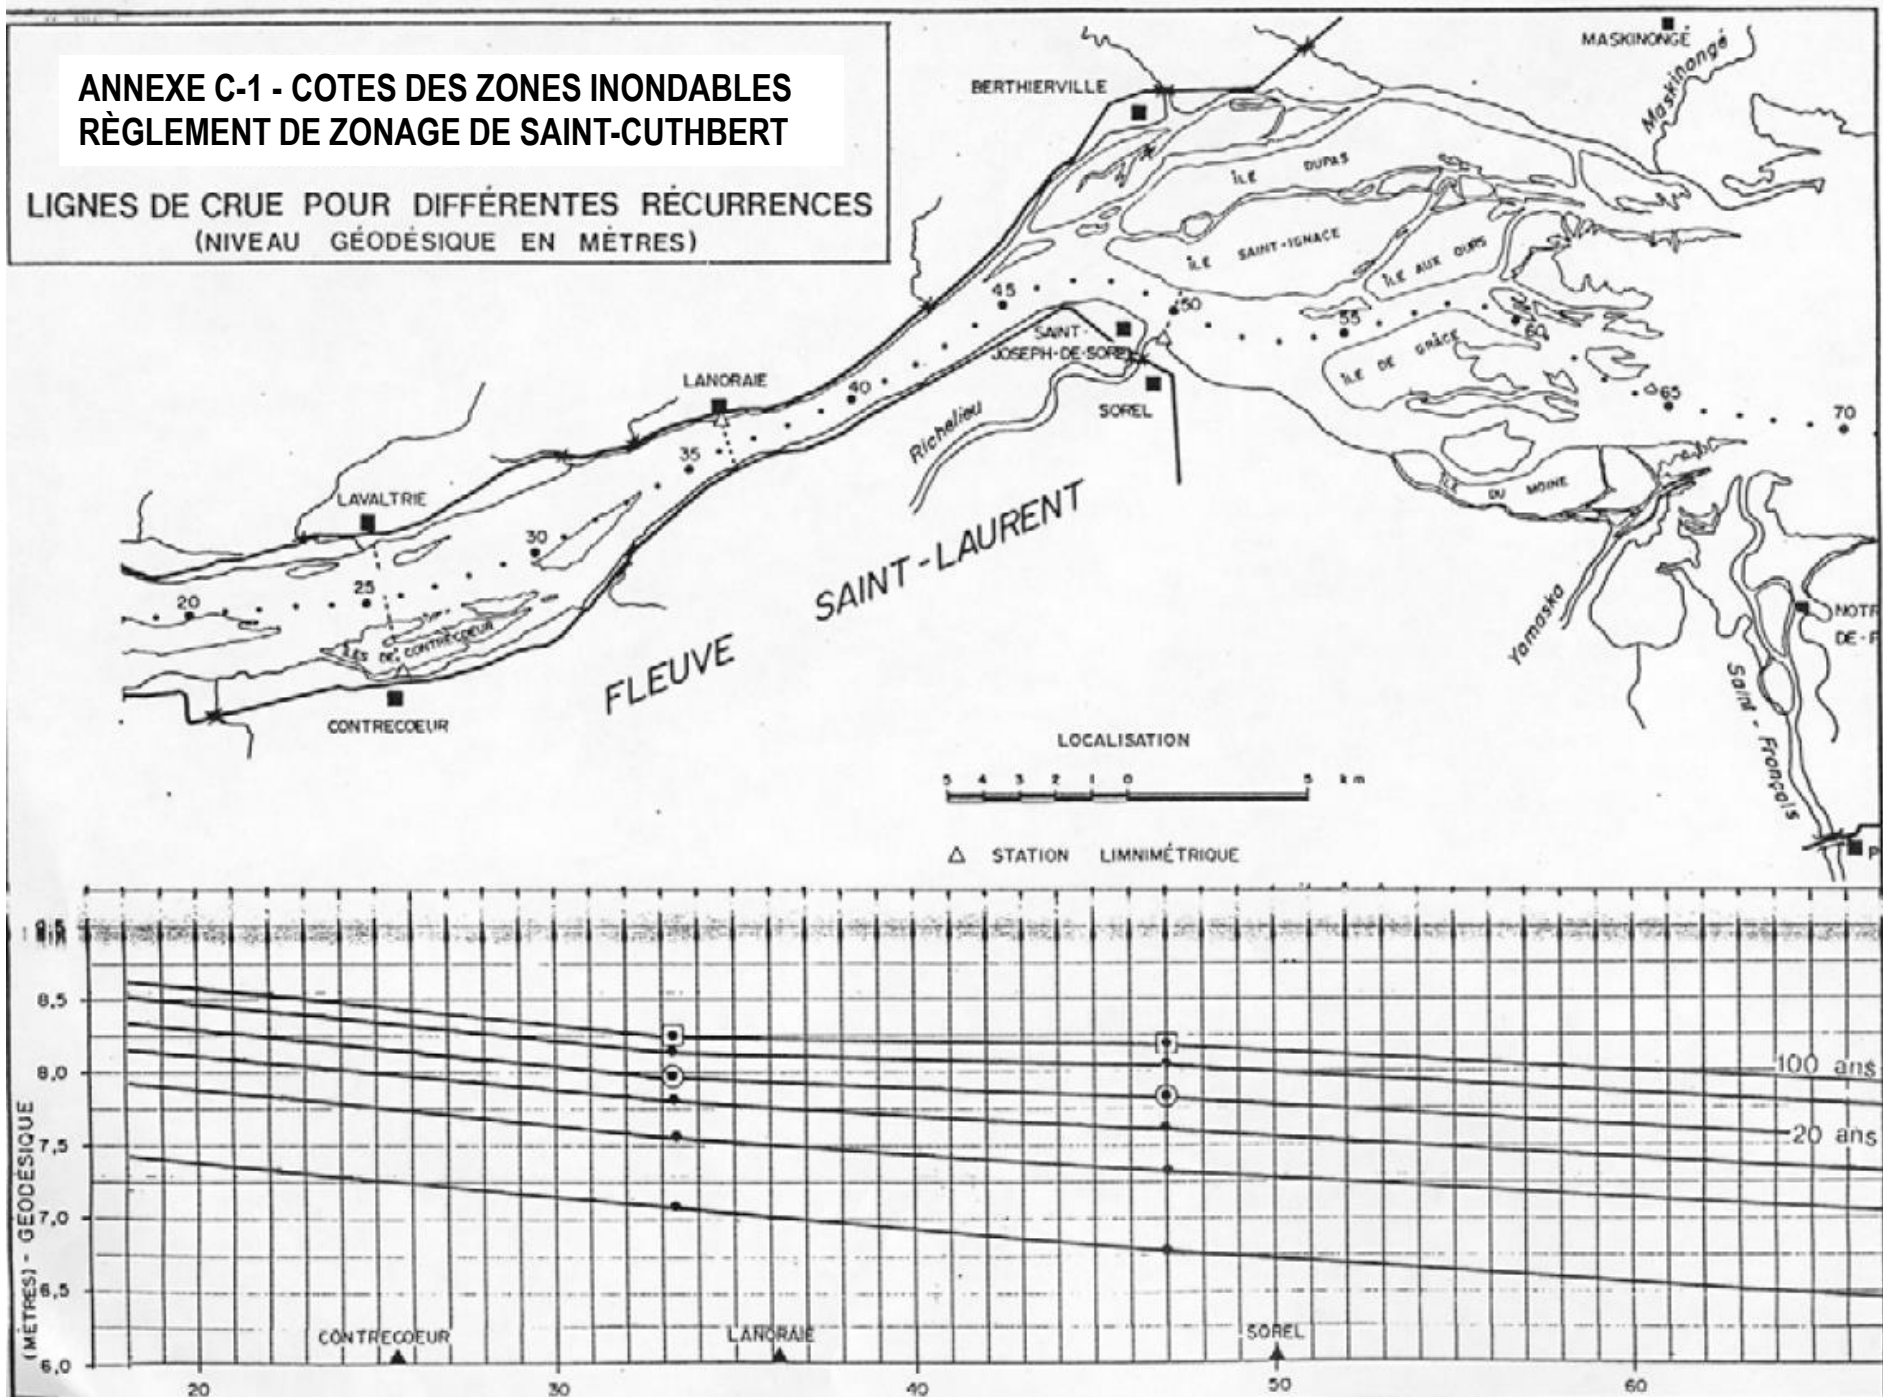 ANNEXE C-1 - COTES DES ZONES INONDABLES
RÈGLEMENT DE ZONAGE DE SAINT-CUTHBERT
LIGNES DE CRUE POUR DIFFÉRENTES RÉCURRENCES
(NIVEAU GÉODÉSIQUE EN MÈTRES)
MASKINONGÉ
Maskinongé
BERTHIERVILLE
ÎLE DUPAS
ÎLE SAINT-IGNACE
ÎLE AUX OURS
45
50
55
60
SAINT-
JOSEPH-DE-SOREL
ÎLE DE GRÂCE
LANORAIE
40
SOREL
65
70
Richelieu
35
LAVALTRIE
ÎLE DU MOINE
30
SAINT-LAURENT
25
20
Yamaska
NOTR
DE-P
ÎLES DE CONTRECOEUR
FLEUVE
Saint-François
CONTRECOEUR
LOCALISATION
5 4 3 2 1 0 5 km
△ STATION LIMNIMÉTRIQUE
P
8,5
8,0
100 ans
7,5
20 ans
7,0
6,5
6,0
(MÈTRES) - GÉODÉSIQUE
CONTRECOEUR
LANORAIE
SOREL
20 30 40 50 60